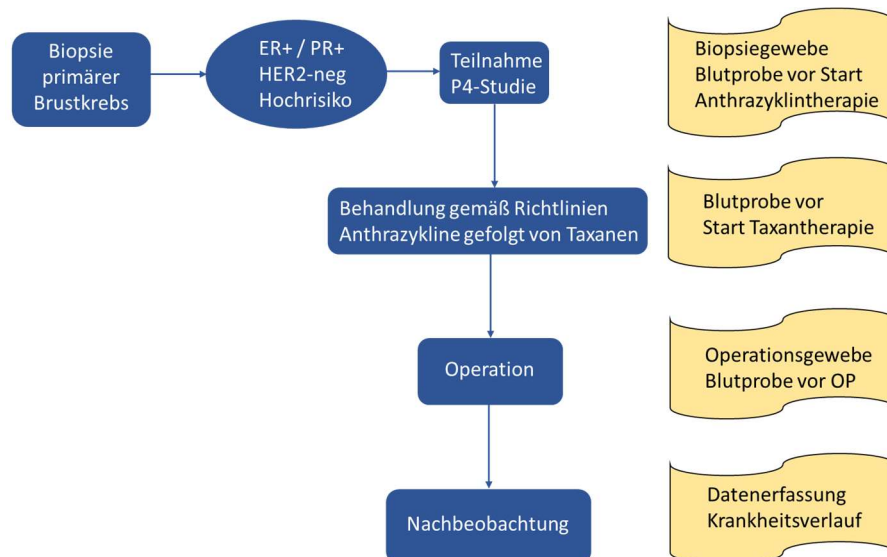 Biopsie
primärer
Brustkrebs
ER+ / PR+
HER2-neg
Hochrisiko
Teilnahme
P4-Studie
Biopsiegewebe
Blutprobe vor Start
Anthrazyklintherapie
Behandlung gemäß Richtlinien
Anthrazykline gefolgt von Taxanen
Blutprobe vor
Start Taxantherapie
Operation
Operationsgewebe
Blutprobe vor OP
Nachbeobachtung
Datenerfassung
Krankheitsverlauf